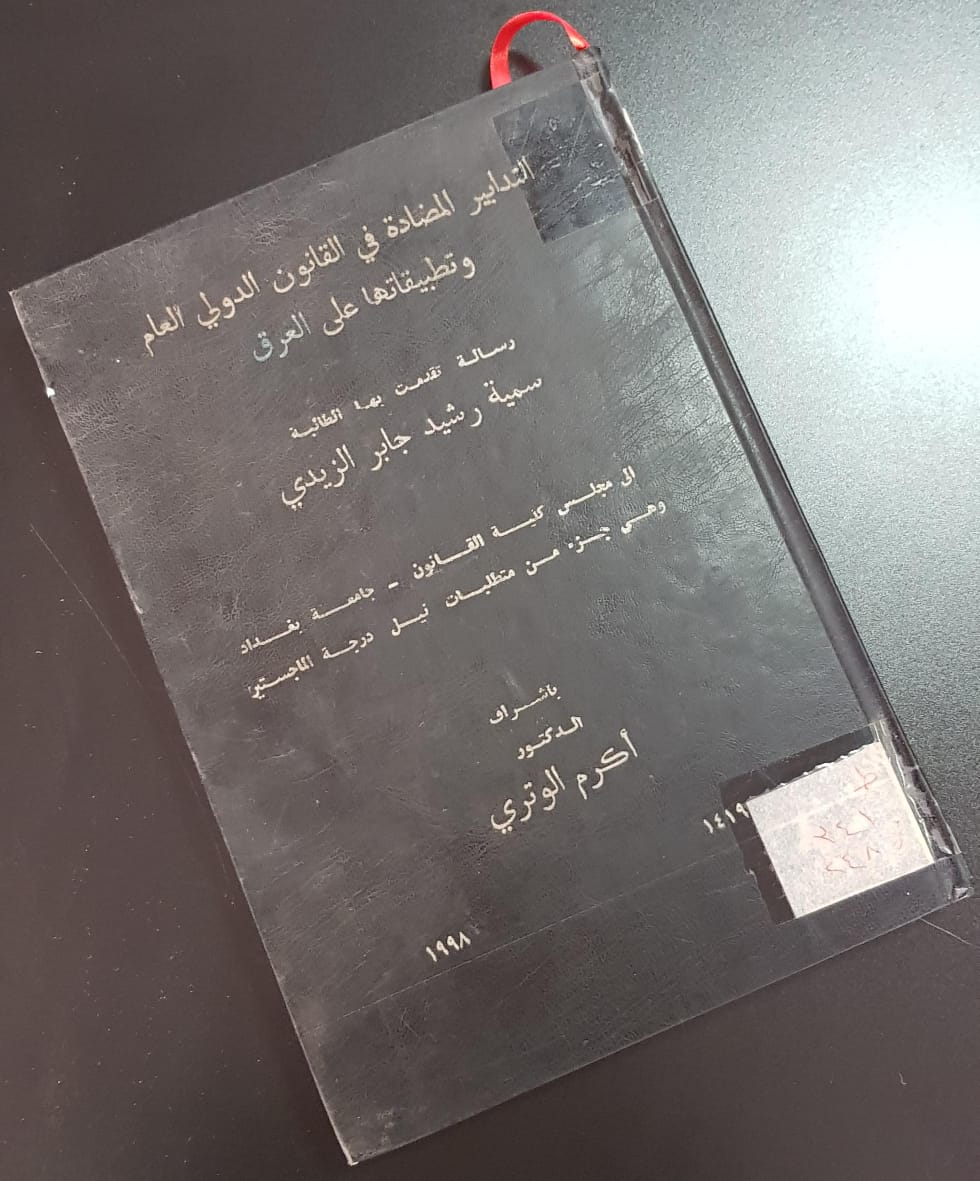 التدابير المضادة في القانون الدولي العام
وتطبيقاتها على العرق
رسالة تقدمت بها الطالبة
سمية رشيد جابر الزيدي
الى مجلس كلية القانون - جامعة بغداد
وهي جزء من متطلبات نيل درجة الماجستير
باشراف
الدكتور
أكرم الوتري
١٤١٩
١٩٩٨